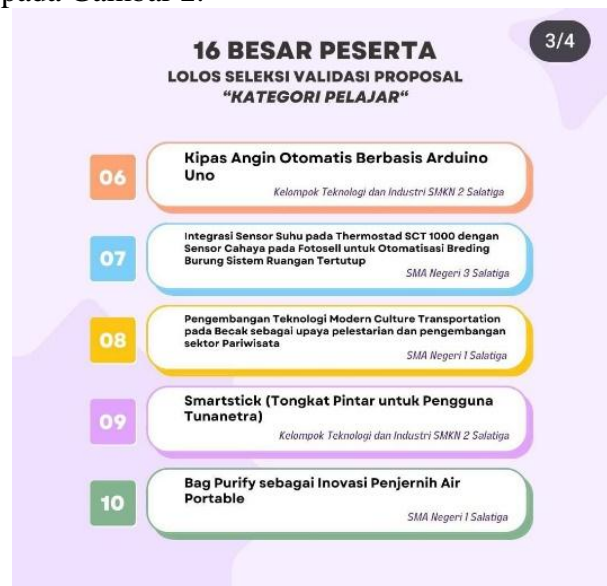 pada Gambar 2.
3/4
16 BESAR PESERTA
LOLOS SELEKSI VALIDASI PROPOSAL
"KATEGORI PELAJAR"
06
Kipas Angin Otomatis Berbasis Arduino
Uno
Kelompok Teknologi dan Industri SMKN 2 Salatiga
07
Integrasi Sensor Suhu pada Thermostad SCT 1000 dengan
Sensor Cahaya pada Fotosell untuk Otomatisasi Breding
Burung Sistem Ruangan Tertutup
SMA Negeri 3 Salatiga
08
Pengembangan Teknologi Modern Culture Transportation
pada Becak sebagai upaya pelestarian dan pengembangan
sektor Pariwisata
SMA Negeri 1 Salatiga
09
Smartstick (Tongkat Pintar untuk Pengguna
Tunanetra)
Kelompok Teknologi dan Industri SMKN 2 Salatiga
10
Bag Purify sebagai Inovasi Penjernih Air
Portable
SMA Negeri 1 Salatiga